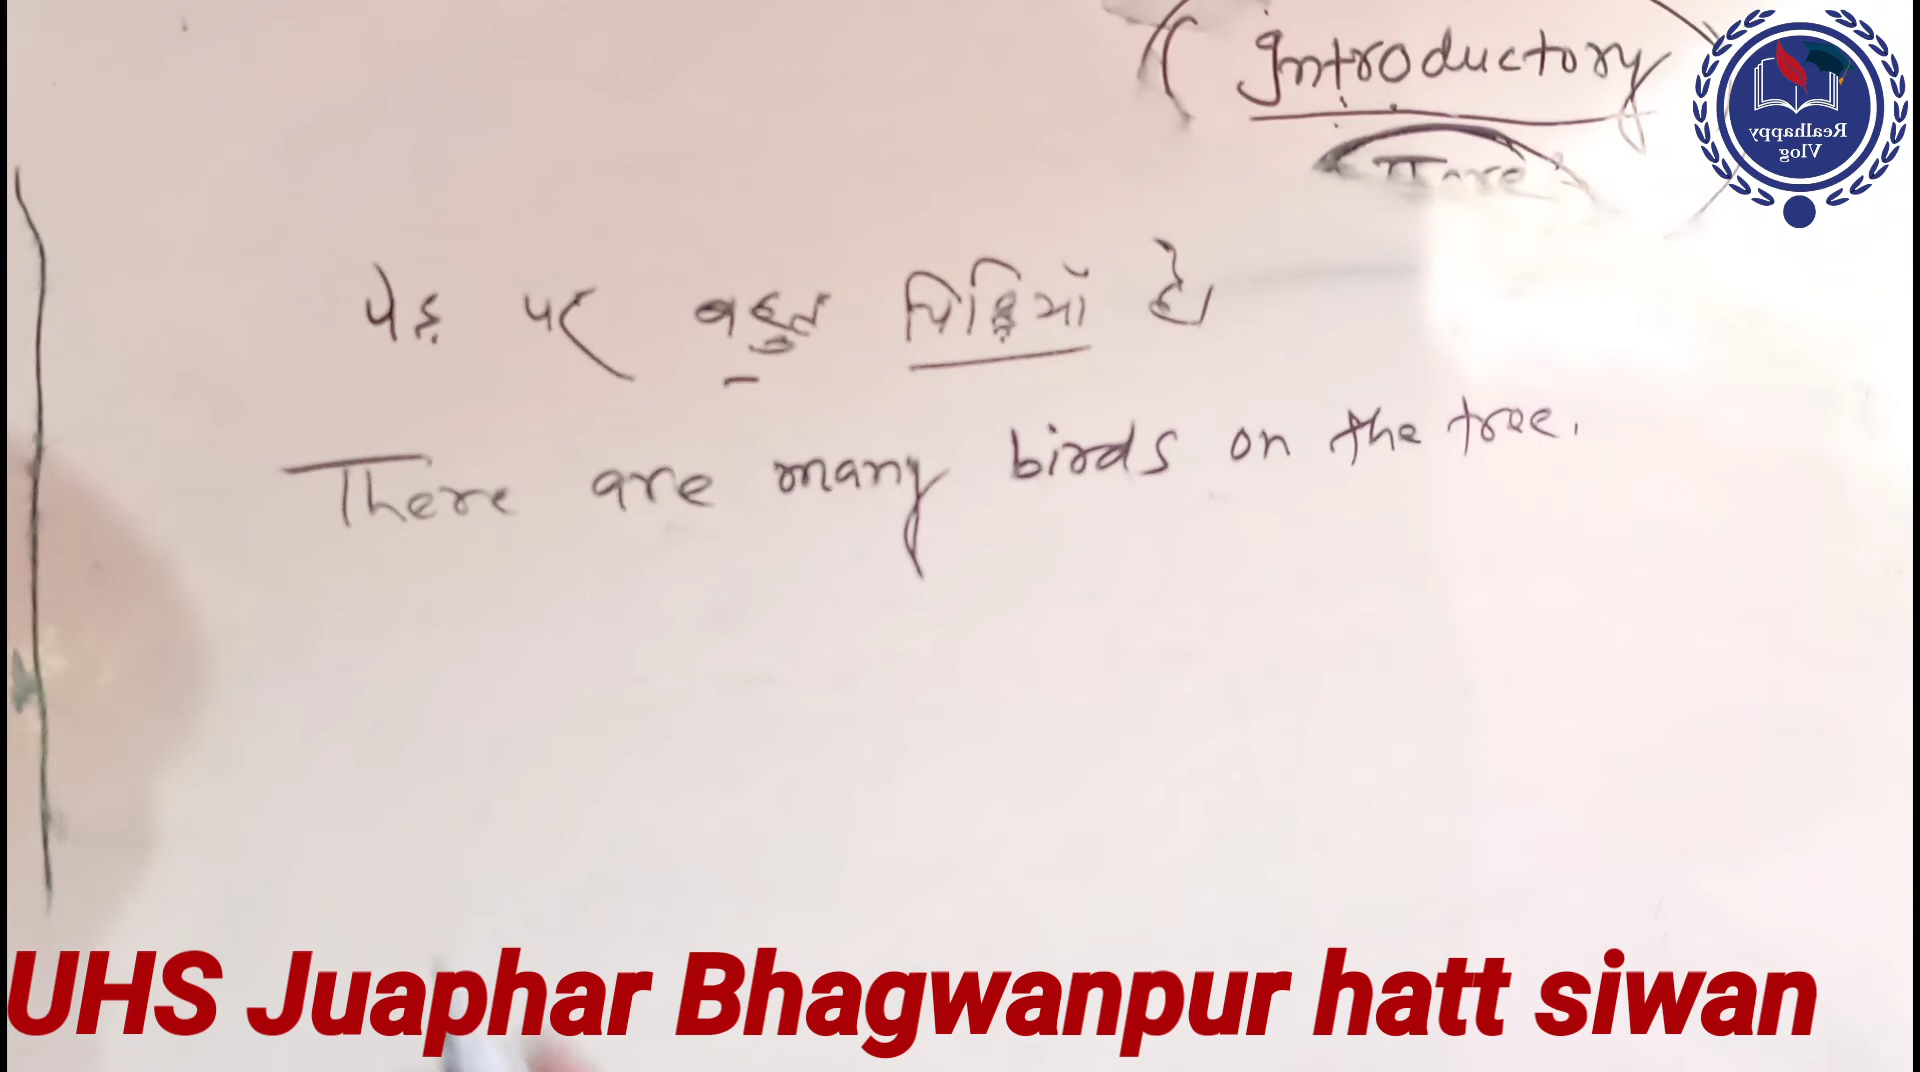 ( Introductory
Realhappy
Vlog
पेड़ पर बहुत चिड़ियाँ है।
There are many birds on the tree.
UHS Juaphar Bhagwanpur hatt siwan